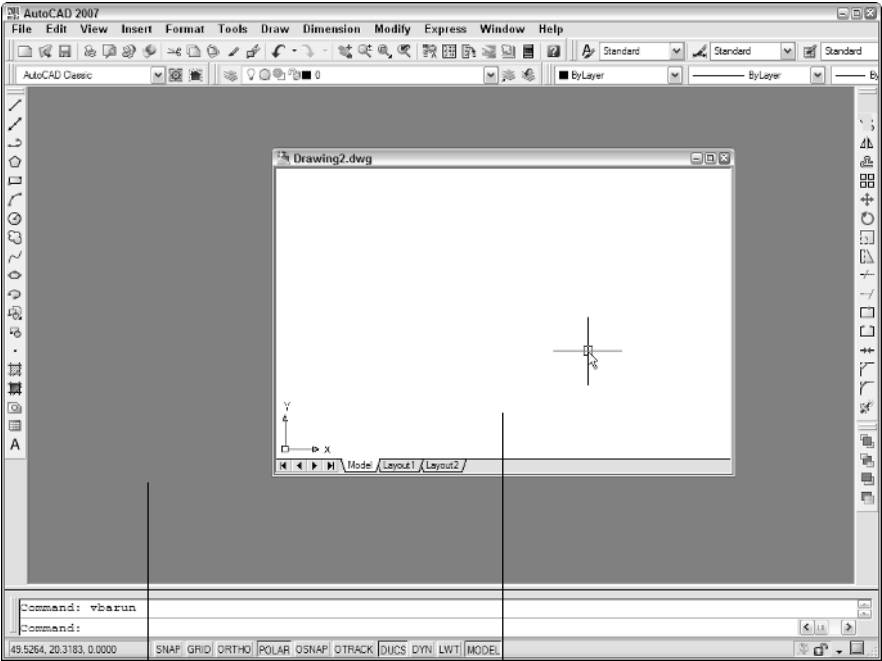 AutoCAD 2007
File Edit View Insert Format Tools Draw Dimension Modify Express Window Help
Standard Standard Standard
AutoCAD Classic 0 ByLayer ByLayer By
Drawing2.dwg
Y
X
Model Layout1 Layout2
A
Command: vbarun
Command:
49.5264, 20.3183, 0.0000 SNAP GRID ORTHO POLAR OSNAP OTRACK DUCS DYN LWT MODEL